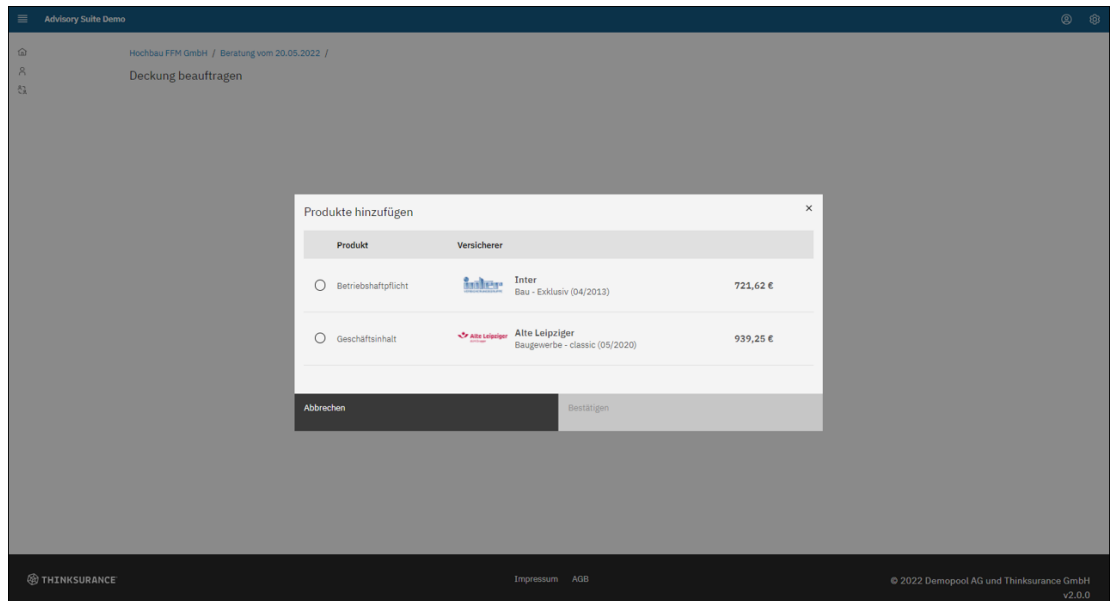 Advisory Suite Demo
Hochbau FFM GmbH / Beratung vom 20.05.2022 /
Deckung beauftragen
Produkte hinzufügen
Produkt Versicherer
Betriebshaftpflicht inter Inter 721,62 €
Bau - Exklusiv (04/2013)
Geschäftsinhalt Alte Leipziger Alte Leipziger 939,25 €
Baugewerbe - classic (05/2020)
Abbrechen Bestätigen
THINKSURANCE Impressum AGB © 2022 Demopool AG und Thinksurance GmbH
v2.0.0